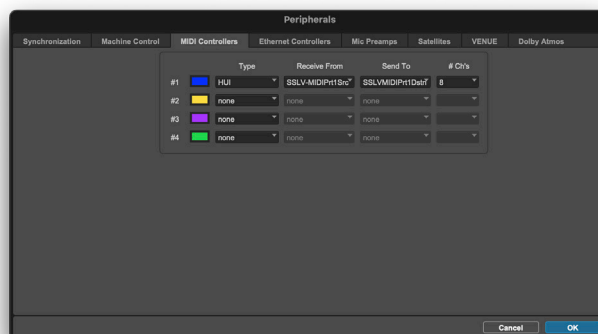 Peripherals
Synchronization Machine Control MIDI Controllers Ethernet Controllers Mic Preamps Satellites VENUE Dolby Atmos
Type Receive From Send To # Ch's
#1 HUI SSLV-MIDIPrt1Src SSLVMIDIPrt1Dstn 8
#2 none none none
#3 none none none
#4 none none none
Cancel OK